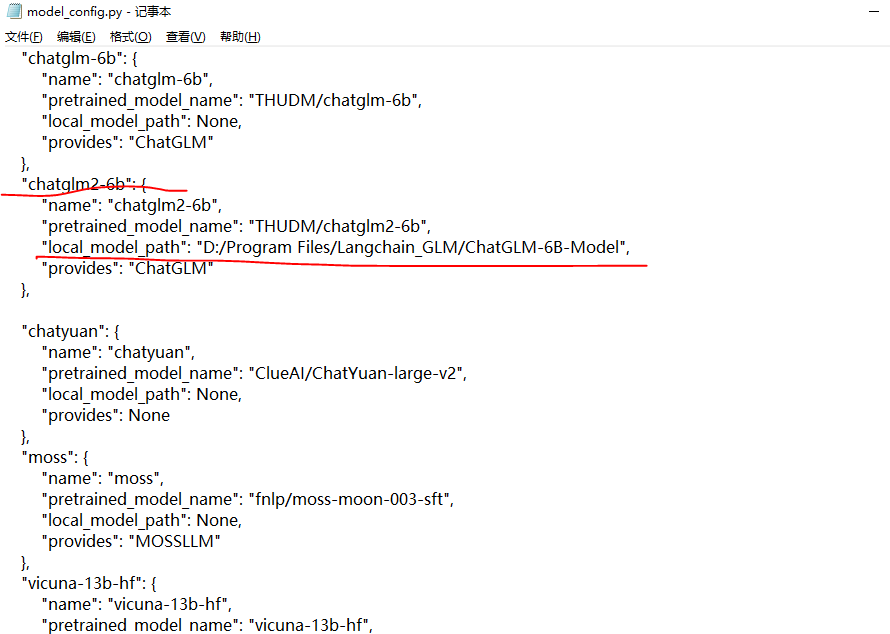 model_config.py - 记事本
文件(F) 编辑(E) 格式(O) 查看(V) 帮助(H)
"chatglm-6b": {
"name": "chatglm-6b",
"pretrained_model_name": "THUDM/chatglm-6b",
"local_model_path": None,
"provides": "ChatGLM"
},
"chatglm2-6b": {
"name": "chatglm2-6b",
"pretrained_model_name": "THUDM/chatglm2-6b",
"local_model_path": "D:/Program Files/Langchain_GLM/ChatGLM-6B-Model",
"provides": "ChatGLM"
},
"chatyuan": {
"name": "chatyuan",
"pretrained_model_name": "ClueAI/ChatYuan-large-v2",
"local_model_path": None,
"provides": None
},
"moss": {
"name": "moss",
"pretrained_model_name": "fnlp/moss-moon-003-sft",
"local_model_path": None,
"provides": "MOSSLLM"
},
"vicuna-13b-hf": {
"name": "vicuna-13b-hf",
"pretrained_model_name": "vicuna-13b-hf",